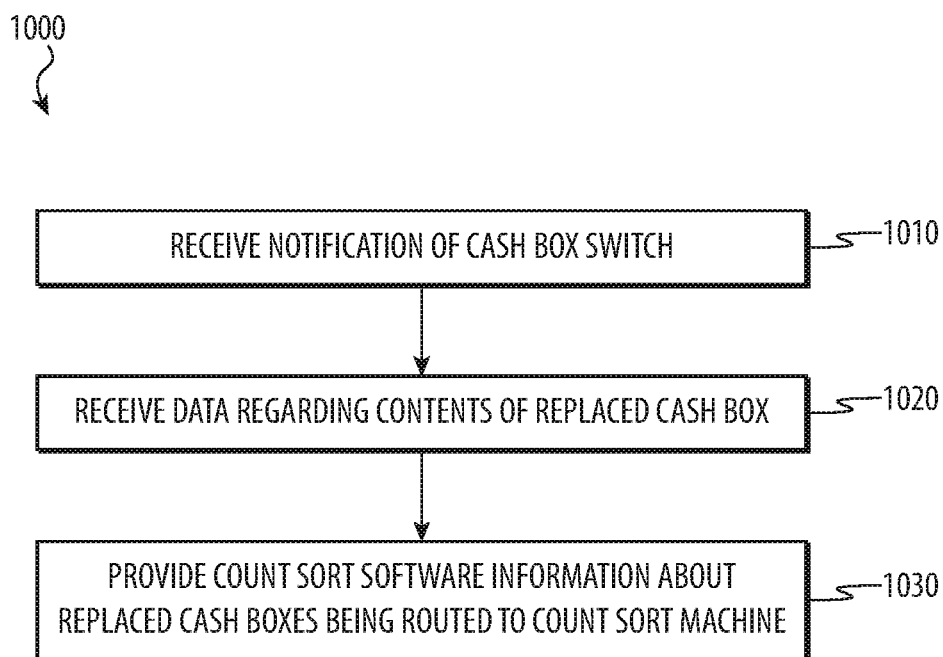 1000
RECEIVE NOTIFICATION OF CASH BOX SWITCH
1010
RECEIVE DATA REGARDING CONTENTS OF REPLACED CASH BOX
1020
PROVIDE COUNT SORT SOFTWARE INFORMATION ABOUT
REPLACED CASH BOXES BEING ROUTED TO COUNT SORT MACHINE
1030